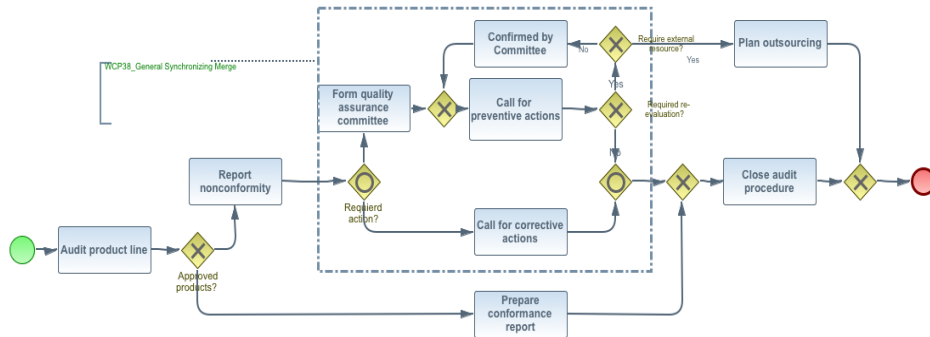 WCP38_General Synchronizing Merge
Confirmed by
Committee
No
Require external
resource?
Yes
Plan outsourcing
Form quality
assurance
committee
Call for
preventive actions
Yes
Required re-
evaluation?
No
Report
nonconformity
Requierd
action?
Close audit
procedure
Call for corrective
actions
Audit product line
Approved
products?
Prepare
conformance
report